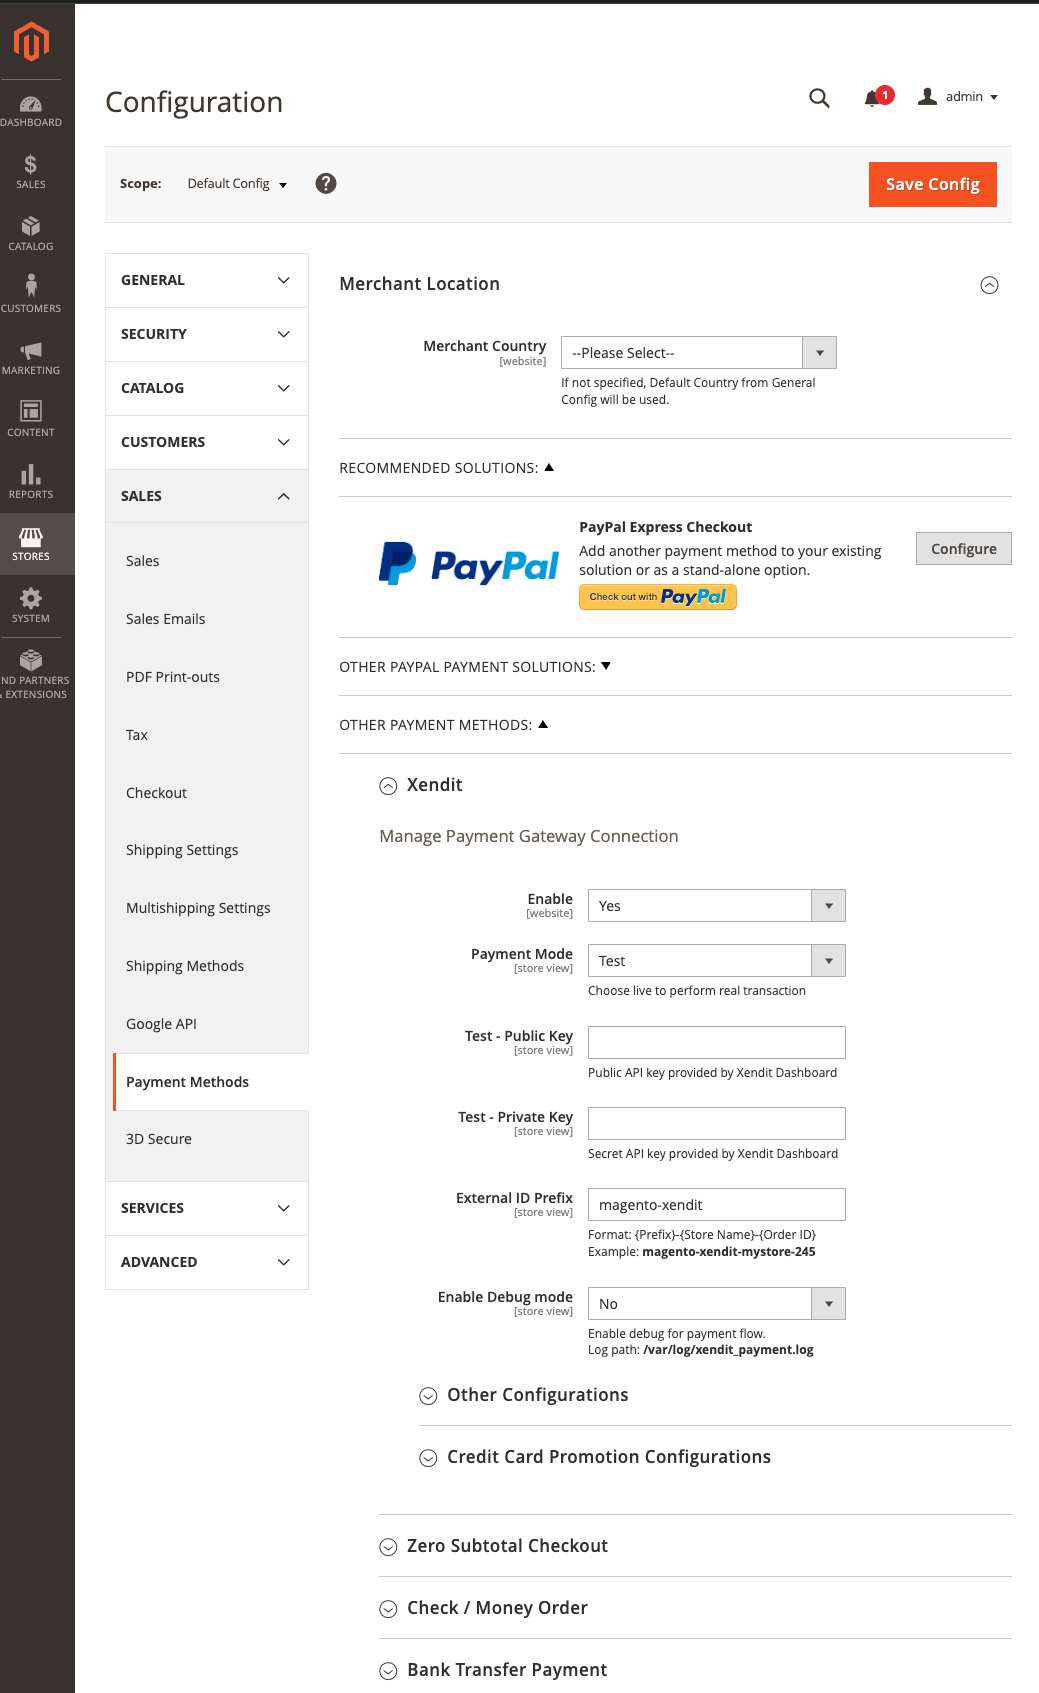 Configuration
1
admin
Scope:
Default Config
?
Save Config
DASHBOARD
SALES
CATALOG
CUSTOMERS
MARKETING
CONTENT
REPORTS
STORES
SYSTEM
ND PARTNERS
& EXTENSIONS
GENERAL
SECURITY
CATALOG
CUSTOMERS
SALES
Sales
Sales Emails
PDF Print-outs
Tax
Checkout
Shipping Settings
Multishipping Settings
Shipping Methods
Google API
Payment Methods
3D Secure
SERVICES
ADVANCED
Merchant Location
Merchant Country
[website]
--Please Select--
If not specified, Default Country from General
Config will be used.
RECOMMENDED SOLUTIONS:
PayPal
PayPal Express Checkout
Add another payment method to your existing
solution or as a stand-alone option.
Check out with PayPal
Configure
OTHER PAYPAL PAYMENT SOLUTIONS:
OTHER PAYMENT METHODS:
Xendit
Manage Payment Gateway Connection
Enable
[website]
Yes
Payment Mode
[store view]
Test
Choose live to perform real transaction
Test - Public Key
[store view]
Public API key provided by Xendit Dashboard
Test - Private Key
[store view]
Secret API key provided by Xendit Dashboard
External ID Prefix
[store view]
magento-xendit
Format: {Prefix}-{Store Name}-{Order ID}
Example: magento-xendit-mystore-245
Enable Debug mode
[store view]
No
Enable debug for payment flow.
Log path: /var/log/xendit_payment.log
Other Configurations
Credit Card Promotion Configurations
Zero Subtotal Checkout
Check / Money Order
Bank Transfer Payment